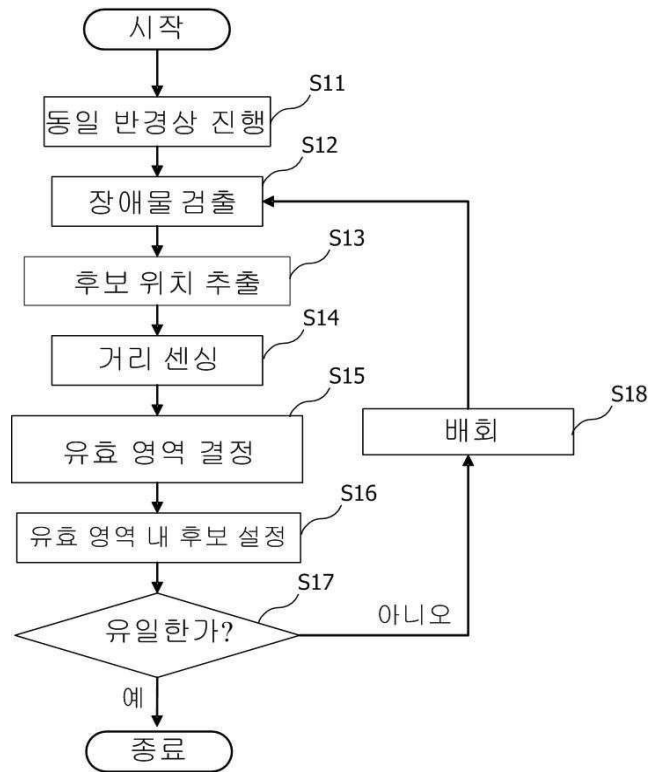 시작
S11
동일 반경상 진행
S12
장애물 검출
S13
후보 위치 추출
S14
거리 센싱
S15
유효 영역 결정
S18
배회
S16
유효 영역 내 후보 설정
S17
유일한가?
아니오
예
종료